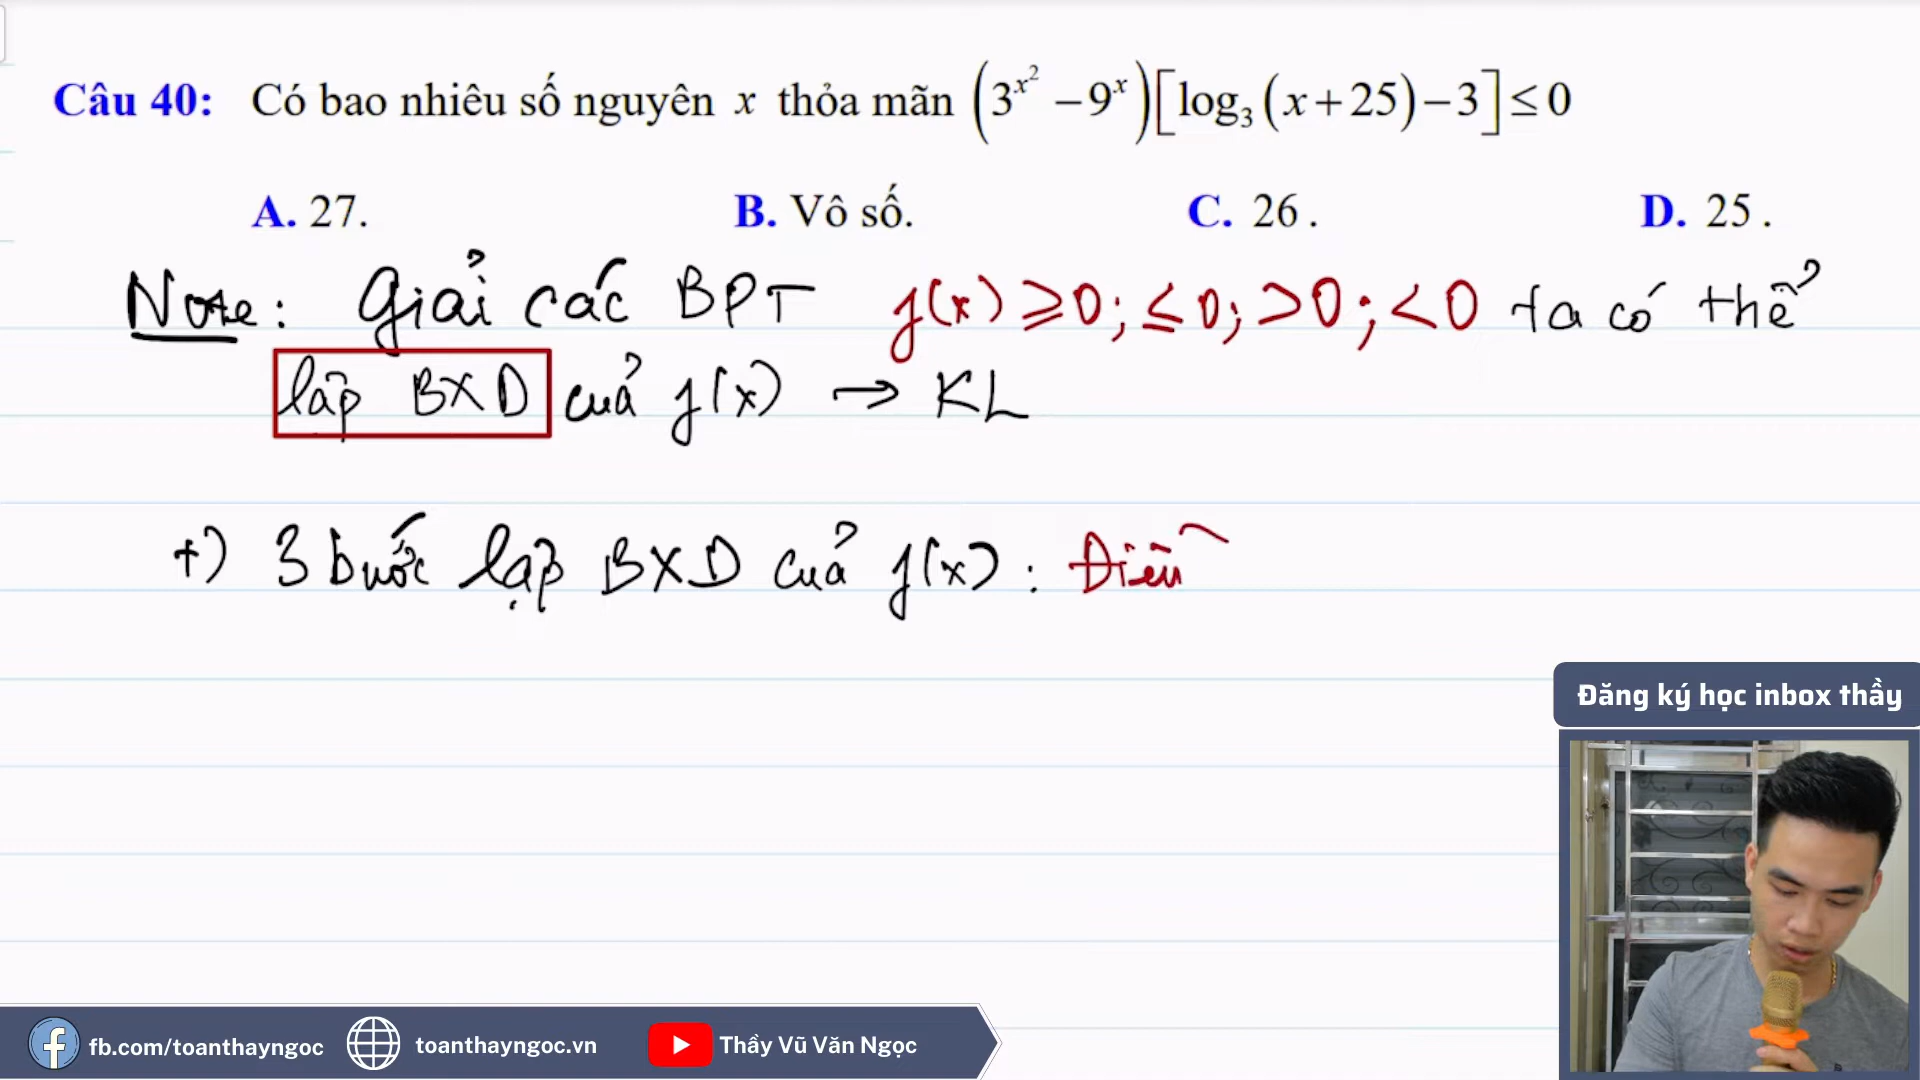 Câu 40: Có bao nhiêu số nguyên x thỏa mãn (3^{x^2} − 9^x)[log_3(x+25)−3] ≤ 0
A. 27. B. Vô số. C. 26. D. 25.
Note: Giải các BPT f(x) ≥ 0; ≤ 0; > 0; < 0 ta có thể
lập BXD của f(x) → KL
+) 3 bước lập BXD của f(x): Điền
Đăng ký học inbox thầy
fb.com/toanthayngoc toanthayngoc.vn Thầy Vũ Văn Ngọc